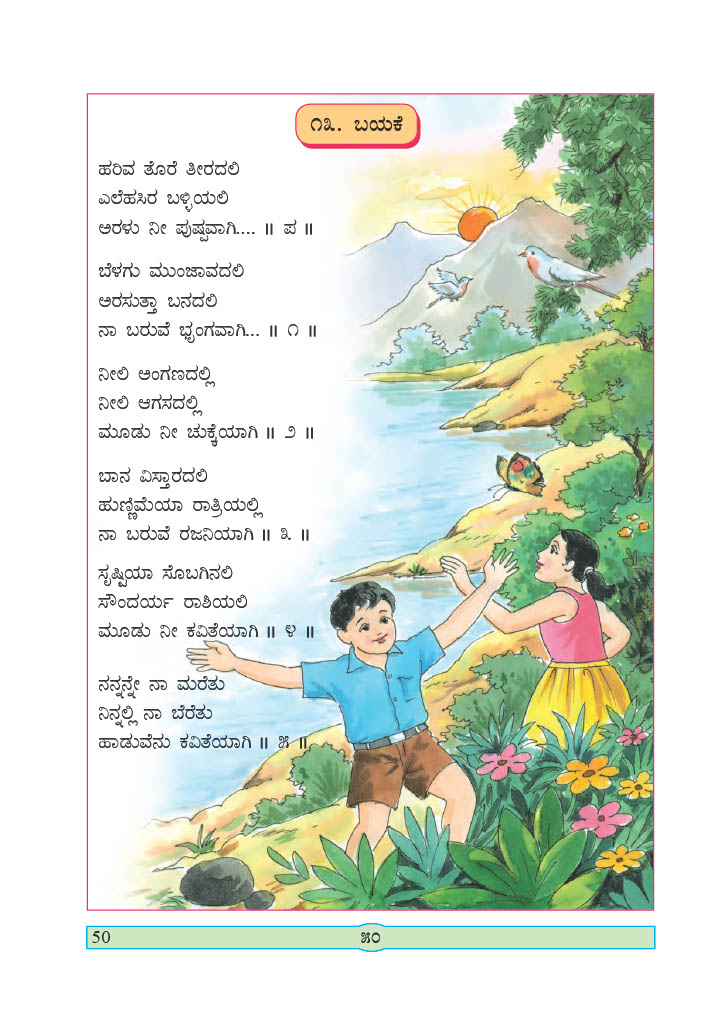 ೧೩. ಬಯಕೆ
ಹರಿವ ತೊರೆ ತೀರದಲಿ
ಎಲೆಹಸಿರ ಬಳ್ಳಿಯಲಿ
ಅರಳು ನೀ ಪುಷ್ಪವಾಗಿ.... ॥ ಪ ॥
ಬೆಳಗು ಮುಂಜಾವದಲಿ
ಅರಸುತ್ತಾ ಬನದಲಿ
ನಾ ಬರುವೆ ಭೃಂಗವಾಗಿ... ॥ ೧ ॥
ನೀಲಿ ಅಂಗಣದಲ್ಲಿ
ನೀಲಿ ಆಗಸದಲ್ಲಿ
ಮೂಡು ನೀ ಚುಕ್ಕೆಯಾಗಿ ॥ ೨ ॥
ಬಾನ ವಿಸ್ತಾರದಲಿ
ಹುಣ್ಣಿಮೆಯಾ ರಾತ್ರಿಯಲ್ಲಿ
ನಾ ಬರುವೆ ರಜನಿಯಾಗಿ ॥ ೩ ॥
ಸೃಷ್ಟಿಯಾ ಸೊಬಗಿನಲಿ
ಸೌಂದರ್ಯ ರಾಶಿಯಲಿ
ಮೂಡು ನೀ ಕವಿತೆಯಾಗಿ ॥ ೪ ॥
ನನ್ನನ್ನೇ ನಾ ಮರೆತು
ನಿನ್ನಲ್ಲಿ ನಾ ಬೆರೆತು
ಹಾಡುವೆನು ಕವಿತೆಯಾಗಿ ॥ ೫ ॥
50 ೫೦